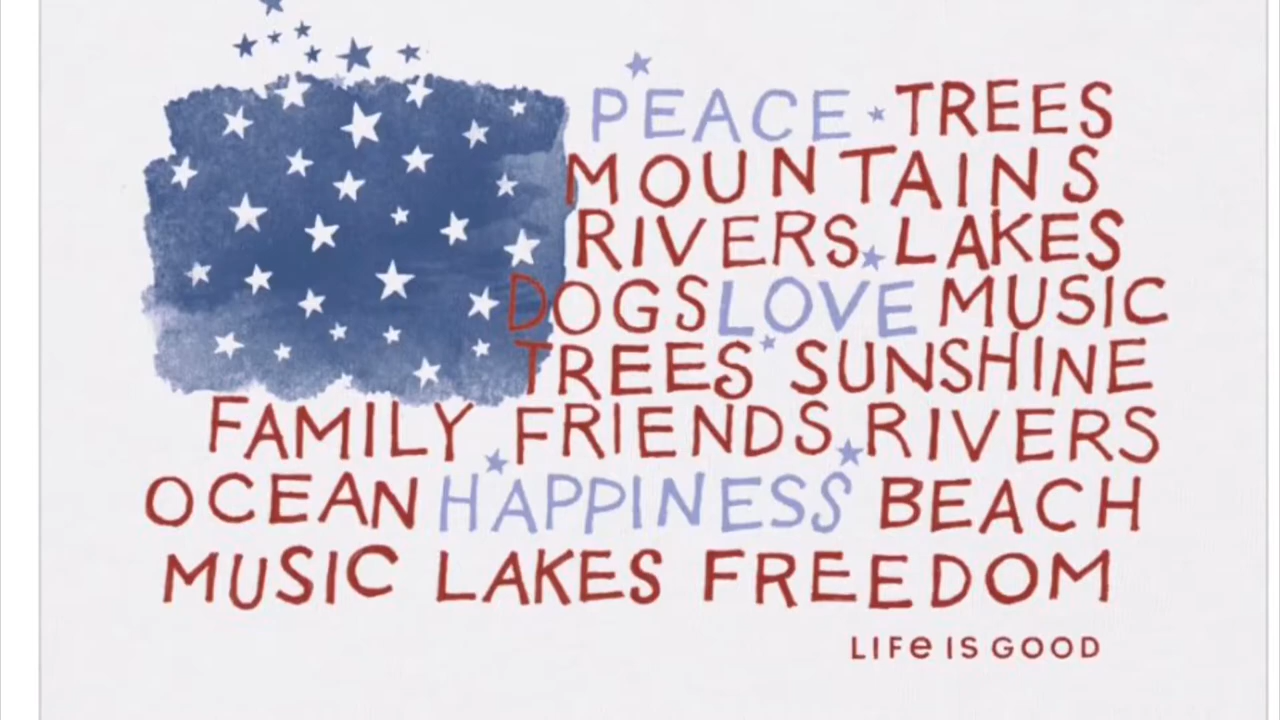 PEACE TREES
MOUNTAINS
RIVERS LAKES
DOGS LOVE MUSIC
TREES SUNSHINE
FAMILY FRIENDS RIVERS
OCEAN HAPPINESS BEACH
MUSIC LAKES FREEDOM
LIFe IS GOOD